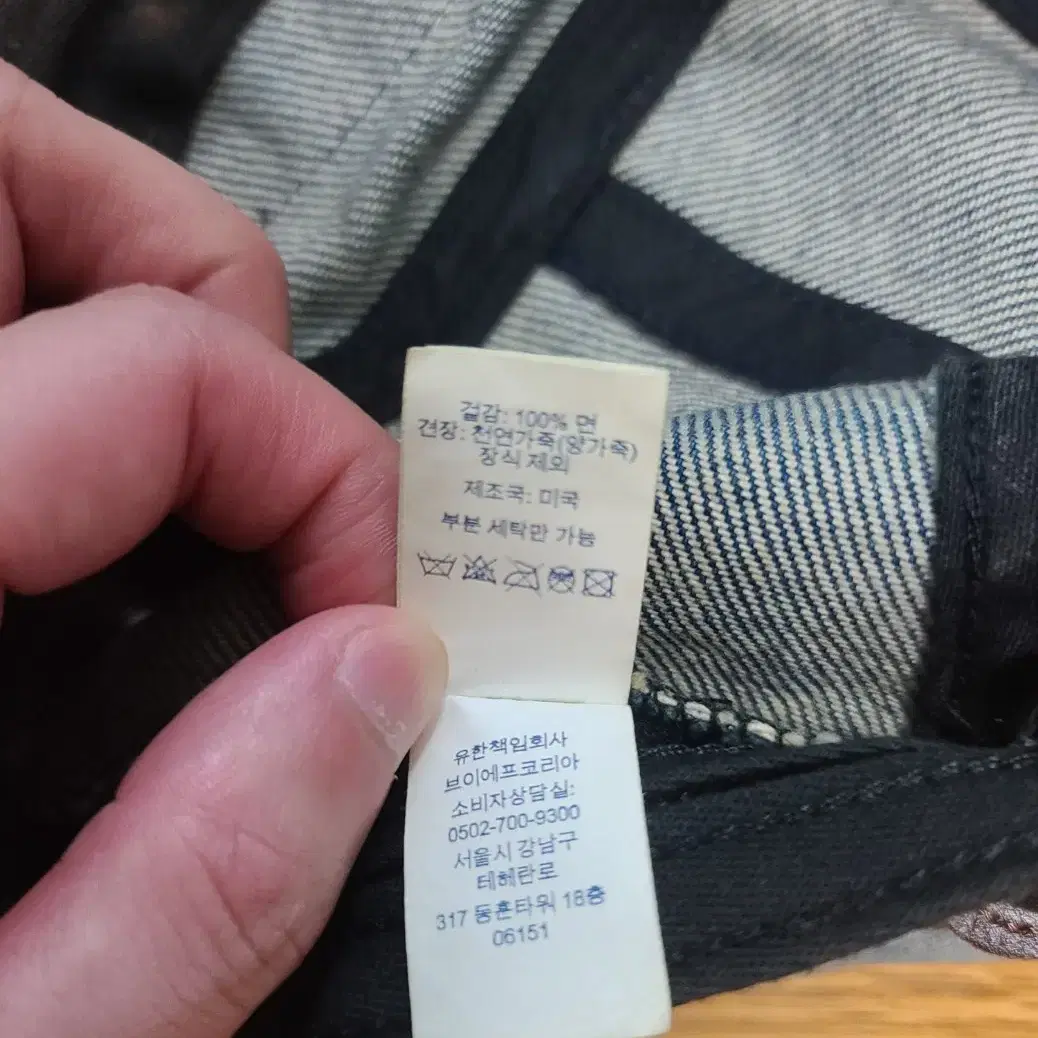 겉감: 100% 면
견장: 천연가죽(양가죽)
장식 제외
제조국: 미국
부분 세탁만 가능
유한책임회사
브이에프코리아
소비자상담실:
0502-700-9300
서울시 강남구
테헤란로
317 동훈타워 18층
06151